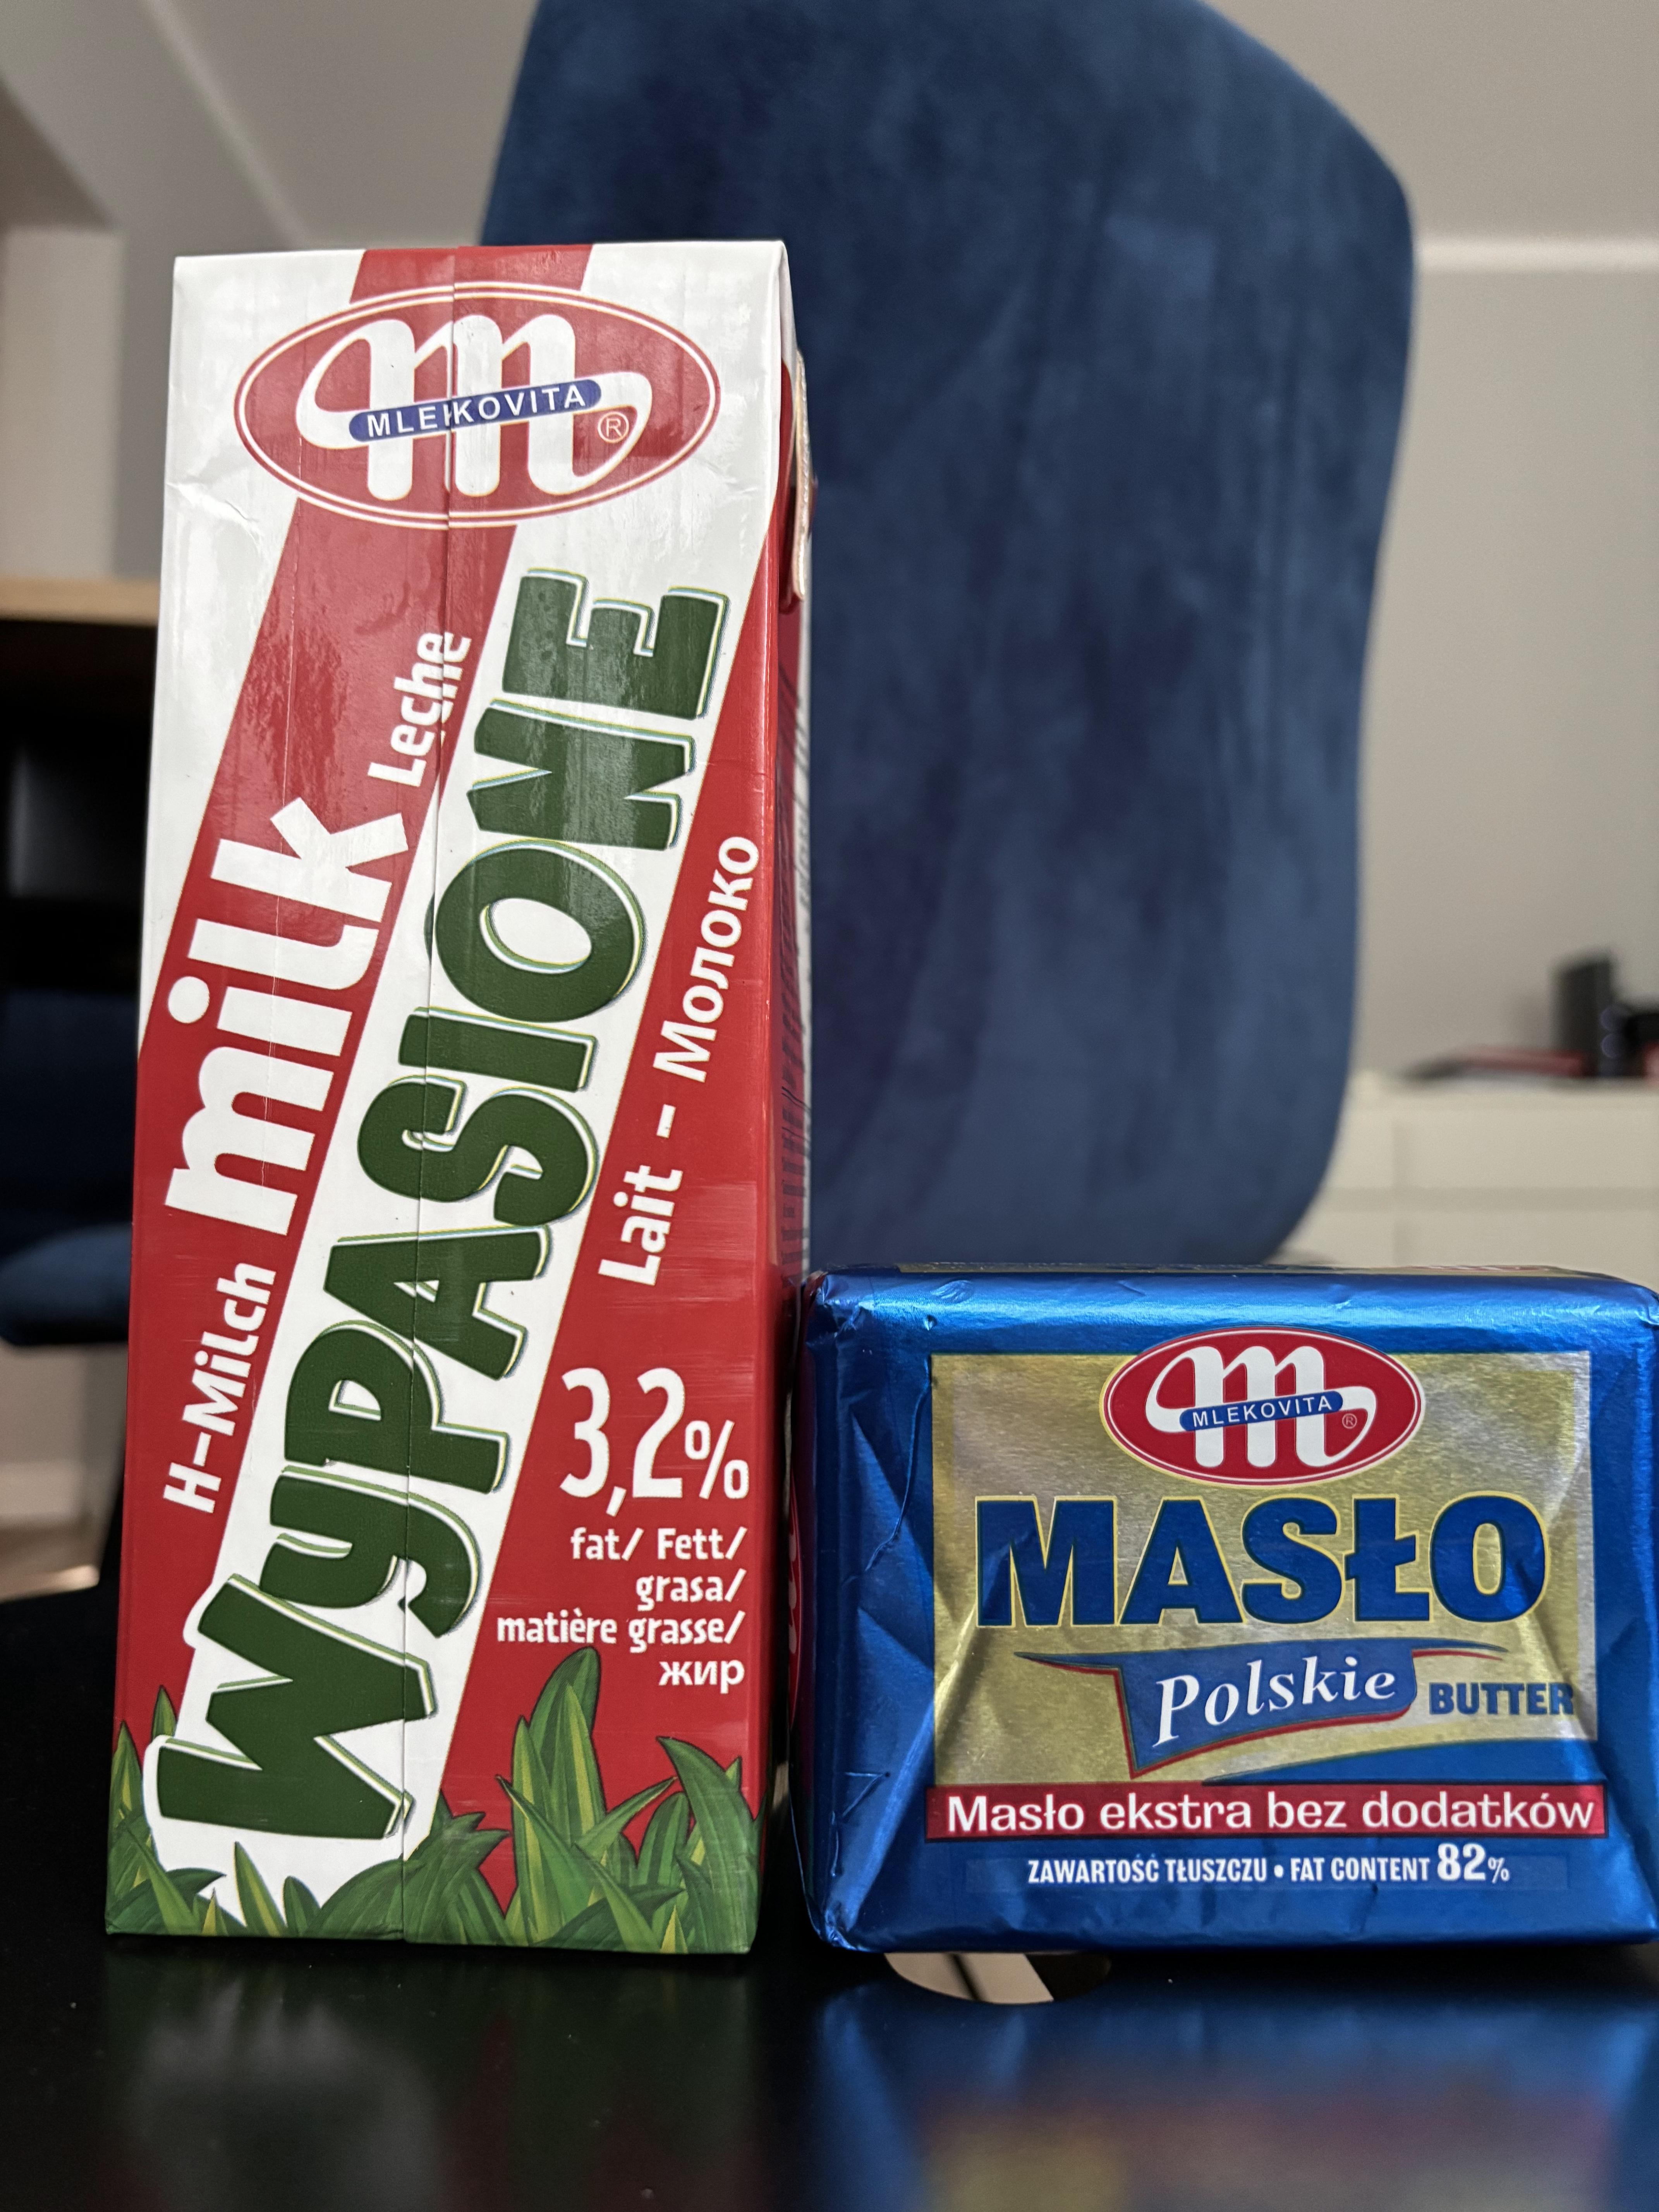 MLEKOVITA ®
H-Milch milk Leche
WyPASIONE
Lait - Молоко
3,2%
fat/ Fett/
grasa/
matière grasse/
жир
MLEKOVITA ®
MASŁO
Polskie BUTTER
Masło ekstra bez dodatków
ZAWARTOŚĆ TŁUSZCZU • FAT CONTENT 82%